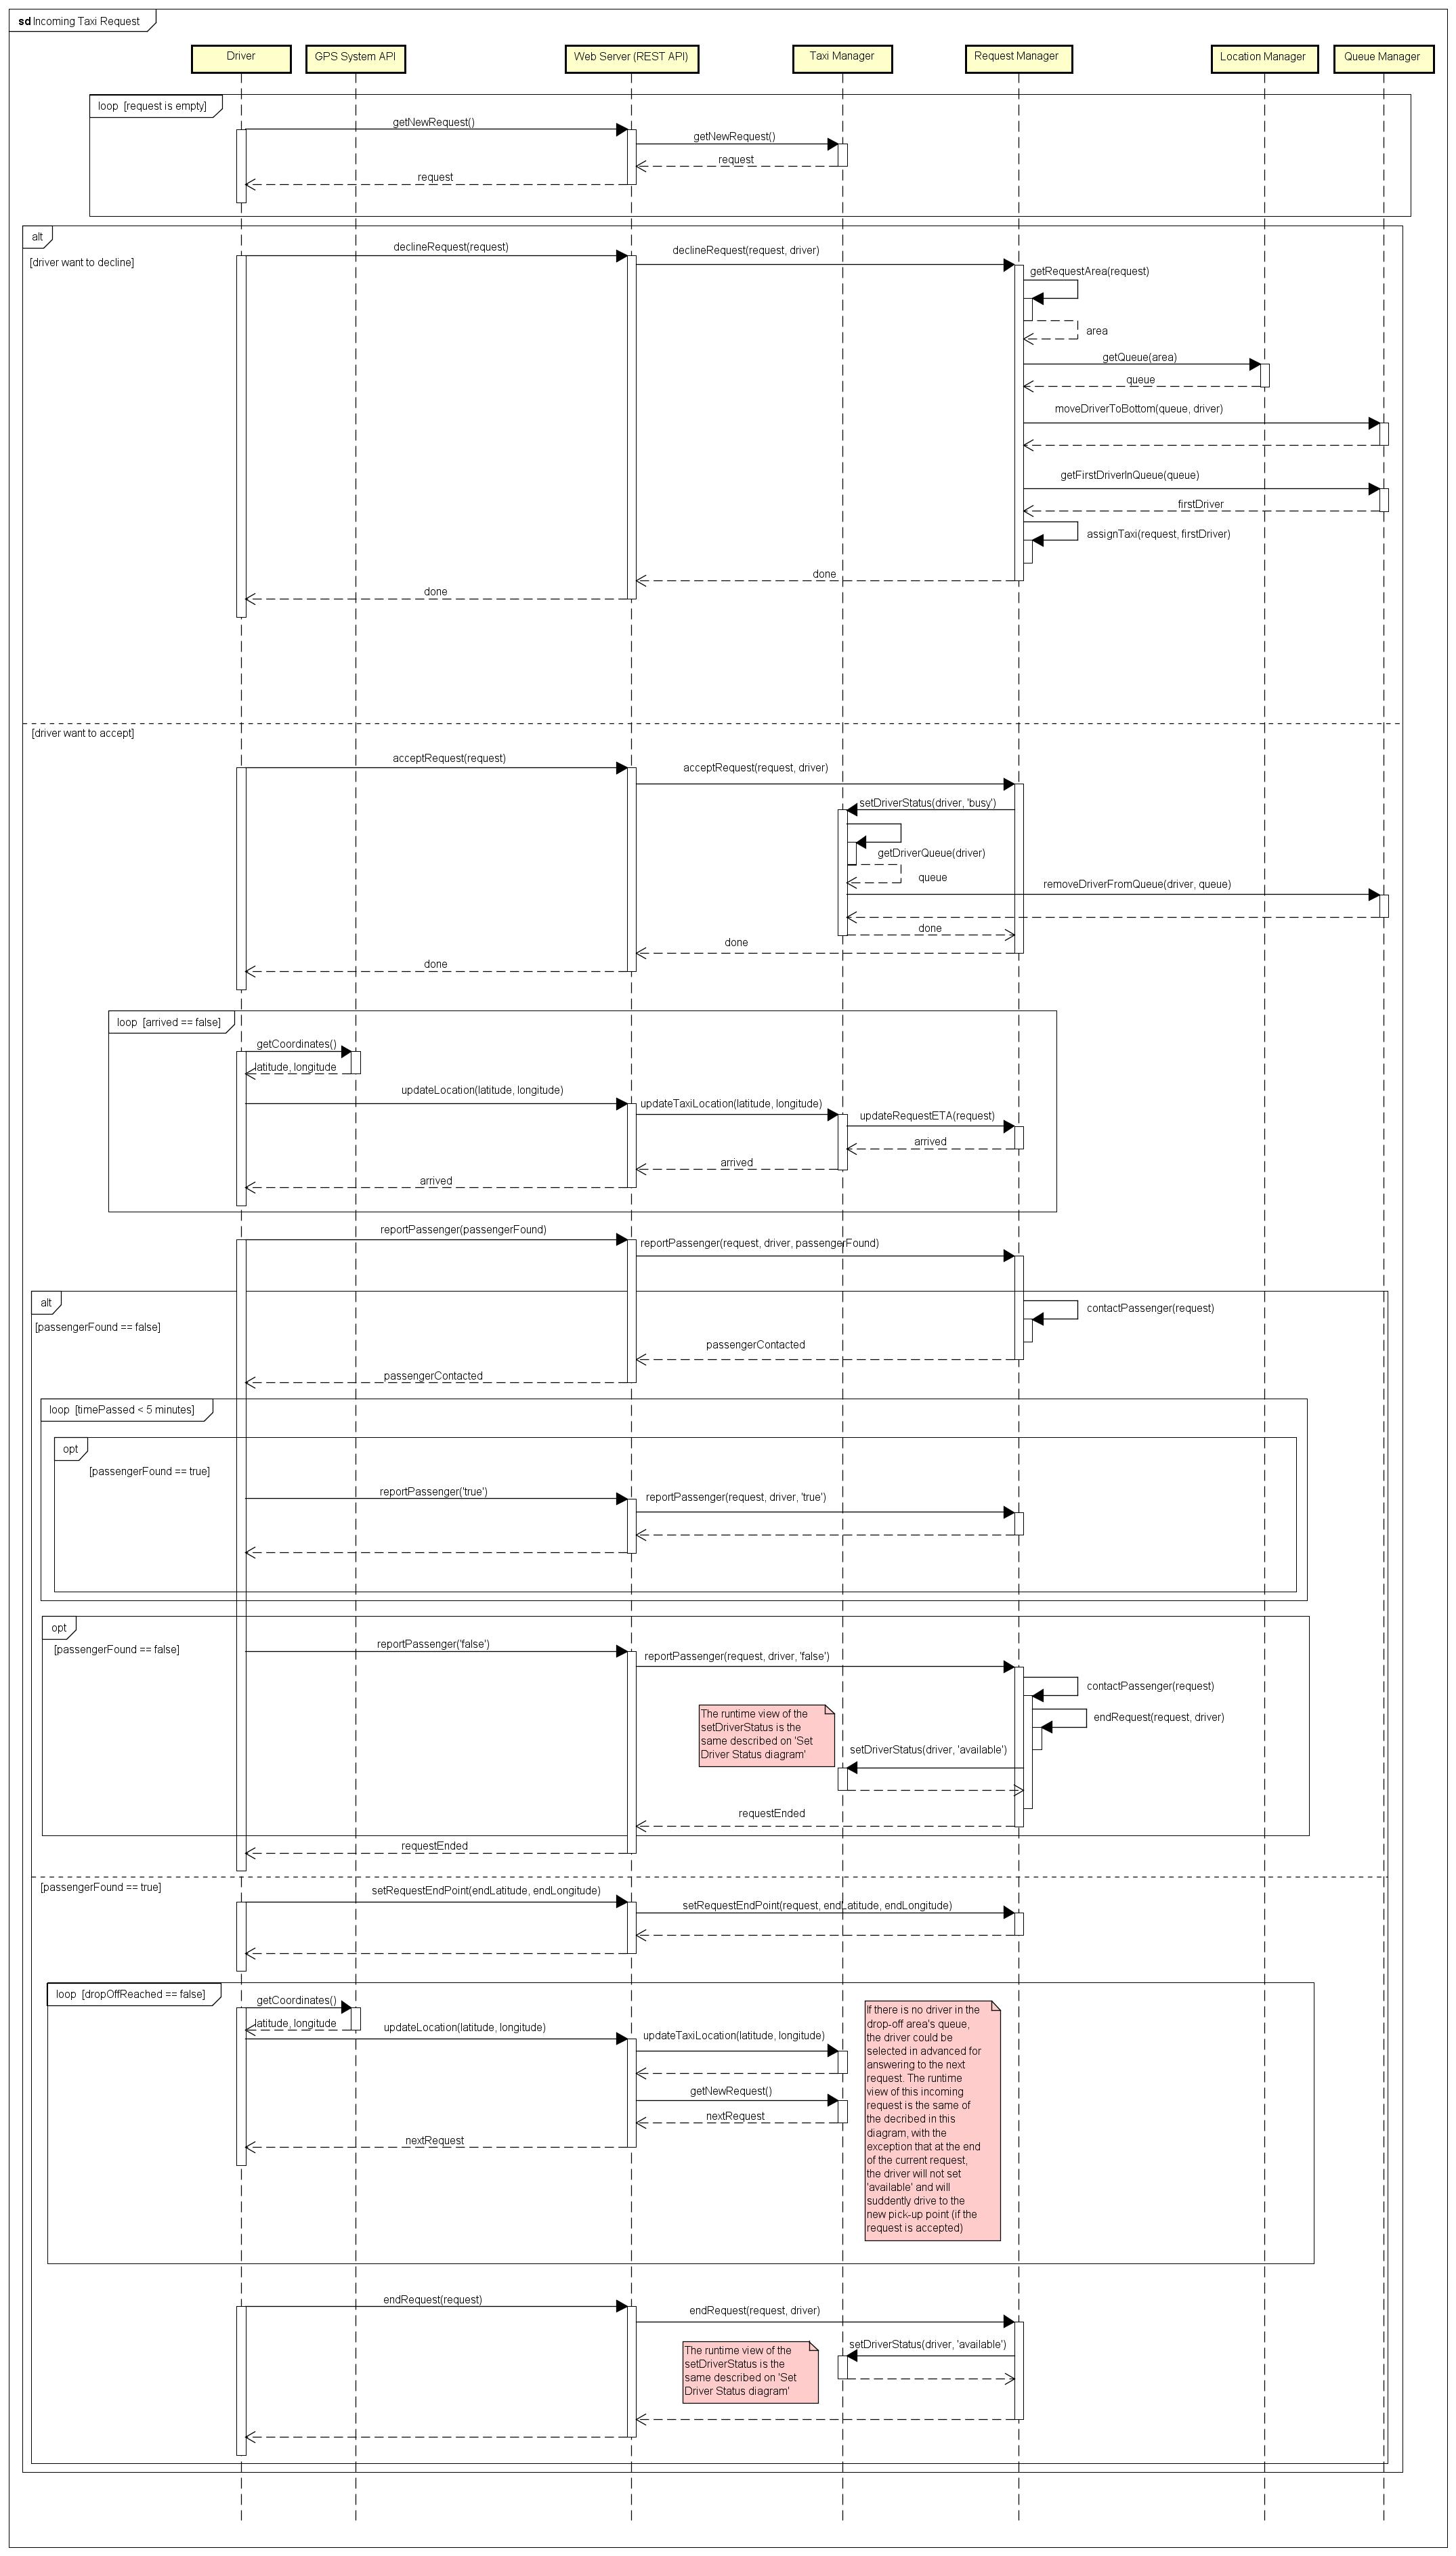 sd Incoming Taxi Request
Driver
GPS System API
Web Server (REST API)
Taxi Manager
Request Manager
Location Manager
Queue Manager
loop [request is empty]
getNewRequest()
getNewRequest()
request
request
alt
[driver want to decline]
declineRequest(request)
declineRequest(request, driver)
getRequestArea(request)
area
getQueue(area)
queue
moveDriverToBottom(queue, driver)
getFirstDriverInQueue(queue)
firstDriver
assignTaxi(request, firstDriver)
done
done
[driver want to accept]
acceptRequest(request)
acceptRequest(request, driver)
setDriverStatus(driver, 'busy')
getDriverQueue(driver)
queue
removeDriverFromQueue(driver, queue)
done
done
done
loop [arrived == false]
getCoordinates()
latitude, longitude
updateLocation(latitude, longitude)
updateTaxiLocation(latitude, longitude)
updateRequestETA(request)
arrived
arrived
arrived
reportPassenger(passengerFound)
reportPassenger(request, driver, passengerFound)
alt
[passengerFound == false]
contactPassenger(request)
passengerContacted
passengerContacted
loop [timePassed < 5 minutes]
opt
[passengerFound == true]
reportPassenger('true')
reportPassenger(request, driver, 'true')
opt
[passengerFound == false]
reportPassenger('false')
reportPassenger(request, driver, 'false')
contactPassenger(request)
endRequest(request, driver)
The runtime view of the
setDriverStatus is the
same described on 'Set
Driver Status diagram'
setDriverStatus(driver, 'available')
requestEnded
requestEnded
[passengerFound == true]
setRequestEndPoint(endLatitude, endLongitude)
setRequestEndPoint(request, endLatitude, endLongitude)
loop [dropOffReached == false]
getCoordinates()
latitude, longitude
updateLocation(latitude, longitude)
updateTaxiLocation(latitude, longitude)
getNewRequest()
nextRequest
nextRequest
If there is no driver in the
drop-off area's queue,
the driver could be
selected in advanced for
answering to the next
request. The runtime
view of this incoming
request is the same of
the decribed in this
diagram, with the
exception that at the end
of the current request,
the driver will not set
'available' and will
suddently drive to the
new pick-up point (if the
request is accepted)
endRequest(request)
endRequest(request, driver)
setDriverStatus(driver, 'available')
The runtime view of the
setDriverStatus is the
same described on 'Set
Driver Status diagram'